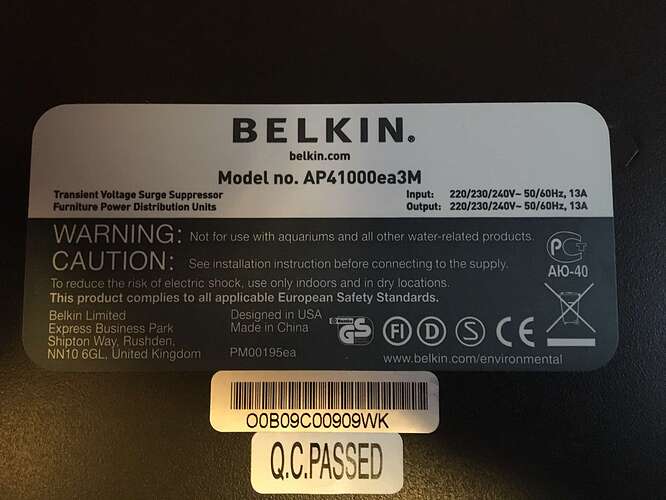 BELKIN®
belkin.com
Model no. AP41000ea3M
Transient Voltage Surge Suppressor
Furniture Power Distribution Units
Input: 220/230/240V~ 50/60Hz, 13A
Output: 220/230/240V~ 50/60Hz, 13A
WARNING: Not for use with aquariums and all other water-related products.
CAUTION: See installation instruction before connecting to the supply.
To reduce the risk of electric shock, use only indoors and in dry locations.
This product complies to all applicable European Safety Standards.
Belkin Limited
Express Business Park
Shipton Way, Rushden,
NN10 6GL, United Kingdom
Designed in USA
Made in China
PM00195ea
GS
FI D S CE
АЮ-40
www.belkin.com/environmental
O0B09C00909WK
Q.C.PASSED